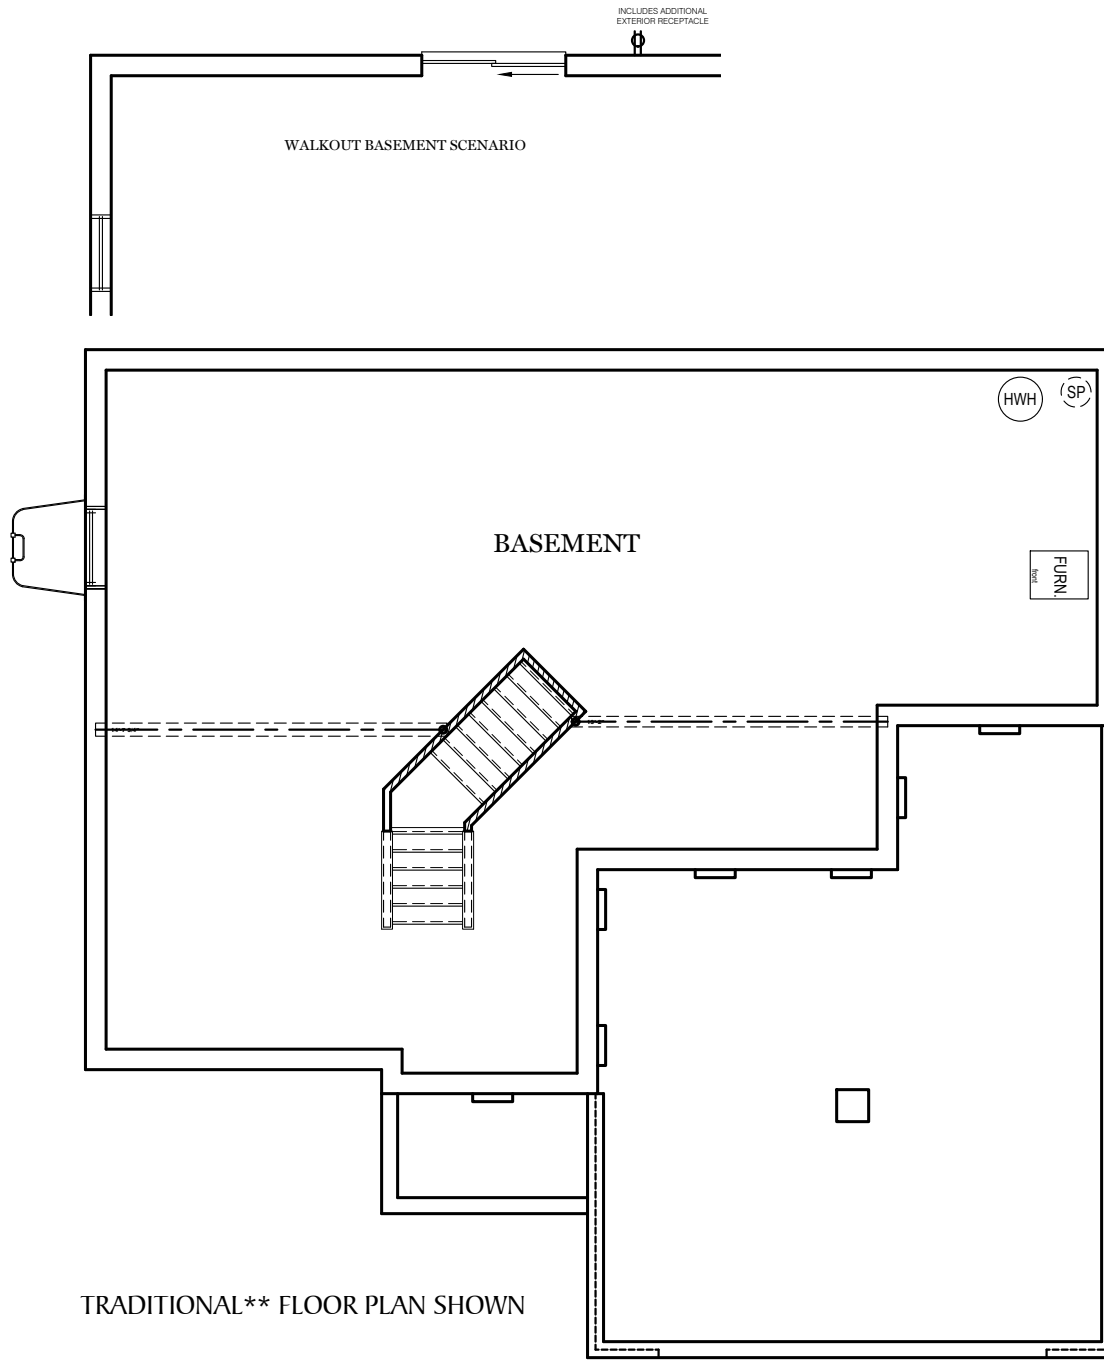 INCLUDES ADDITIONAL
EXTERIOR RECEPTACLE
WALKOUT BASEMENT SCENARIO
HWH
SP
BASEMENT
FURN.
front
TRADITIONAL** FLOOR PLAN SHOWN